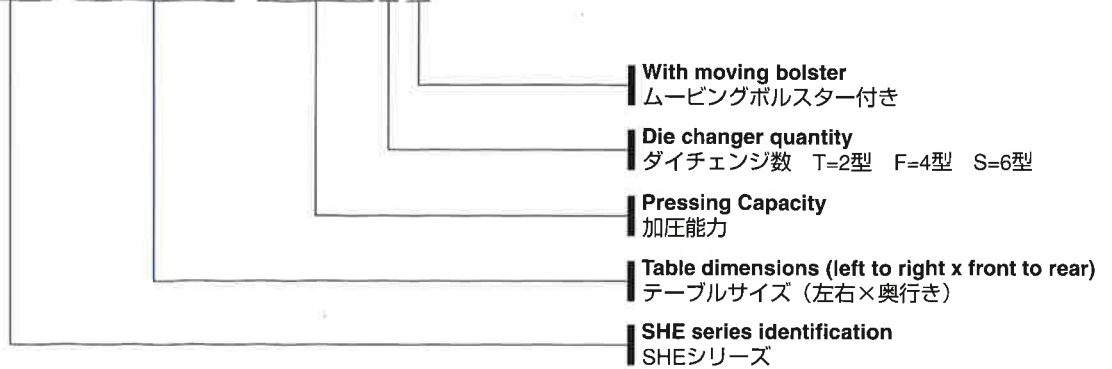 With moving bolster
ムービングボルスター付き
Die changer quantity
ダイチェンジ数　T=2型　F=4型　S=6型
Pressing Capacity
加圧能力
Table dimensions (left to right x front to rear)
テーブルサイズ（左右×奥行き）
SHE series identification
SHEシリーズ